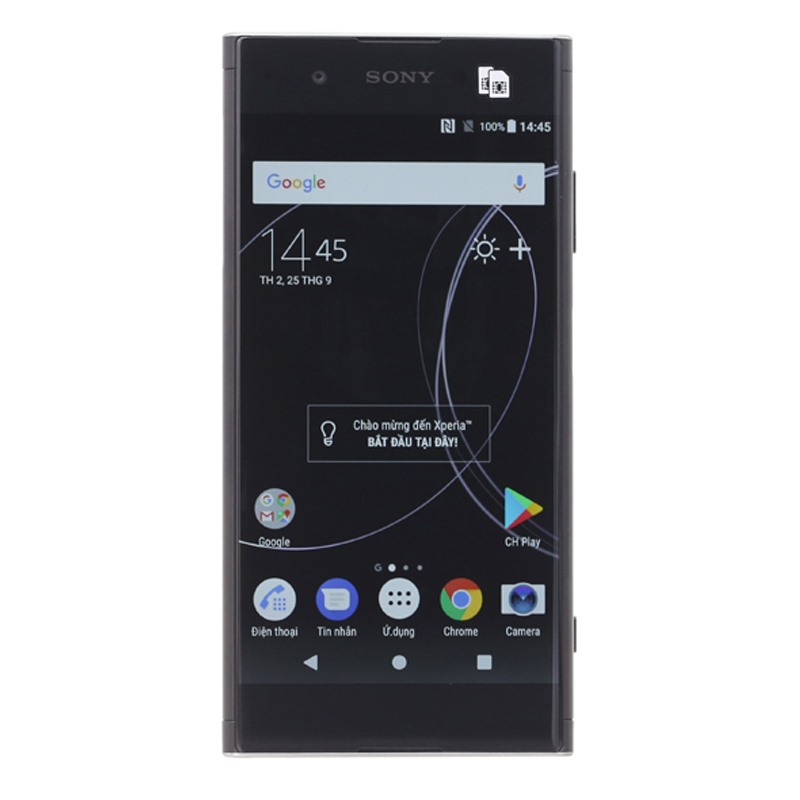 SONY
100% 14:45
Google
14 45
TH 2, 25 THG 9
Chào mừng đến Xperia™
BẮT ĐẦU TẠI ĐÂY!
Google
CH Play
G
Điện thoại
Tin nhắn
Ứ.dụng
Chrome
Camera